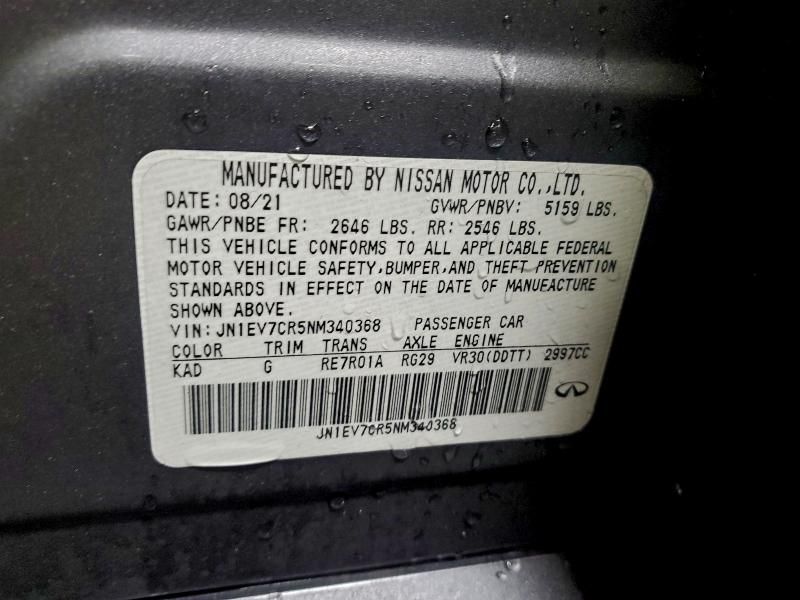 MANUFACTURED BY NISSAN MOTOR CO.,LTD.
DATE: 08/21 GVWR/PNBV: 5159 LBS.
GAWR/PNBE FR: 2646 LBS. RR: 2546 LBS.
THIS VEHICLE CONFORMS TO ALL APPLICABLE FEDERAL
MOTOR VEHICLE SAFETY,BUMPER,AND THEFT PREVENTION
STANDARDS IN EFFECT ON THE DATE OF MANUFACTURE
SHOWN ABOVE.
VIN: JN1EV7CR5NM340368 PASSENGER CAR
COLOR TRIM TRANS AXLE ENGINE
KAD G RE7R01A RG29 VR30(DDTT) 2997CC
JN1EV7CR5NM340368